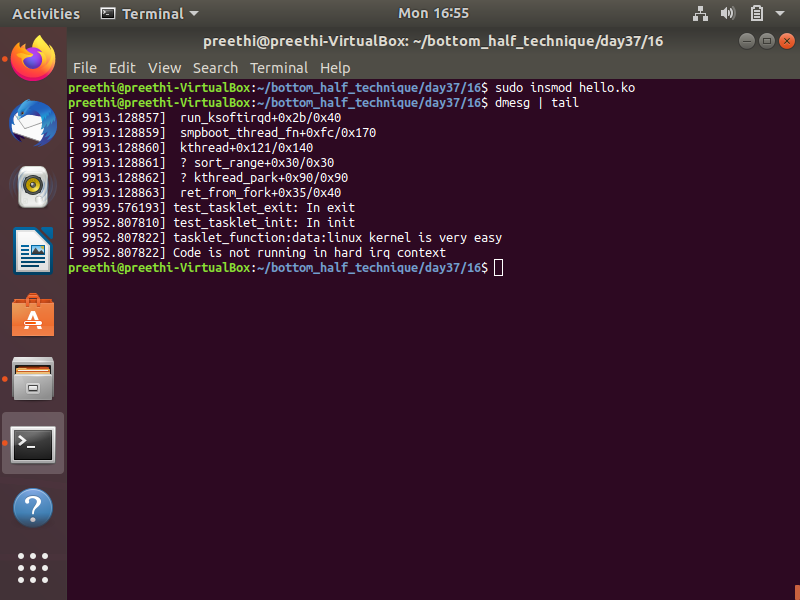 Activities
Terminal
Mon 16:55
preethi@preethi-VirtualBox: ~/bottom_half_technique/day37/16
File Edit View Search Terminal Help
preethi@preethi-VirtualBox:~/bottom_half_technique/day37/16$ sudo insmod hello.ko
preethi@preethi-VirtualBox:~/bottom_half_technique/day37/16$ dmesg | tail
[ 9913.128857]  run_ksoftirqd+0x2b/0x40
[ 9913.128859]  smpboot_thread_fn+0xfc/0x170
[ 9913.128860]  kthread+0x121/0x140
[ 9913.128861]  ? sort_range+0x30/0x30
[ 9913.128862]  ? kthread_park+0x90/0x90
[ 9913.128863]  ret_from_fork+0x35/0x40
[ 9939.576193] test_tasklet_exit: In exit
[ 9952.807810] test_tasklet_init: In init
[ 9952.807822] tasklet_function:data:linux kernel is very easy
[ 9952.807822] Code is not running in hard irq context
preethi@preethi-VirtualBox:~/bottom_half_technique/day37/16$